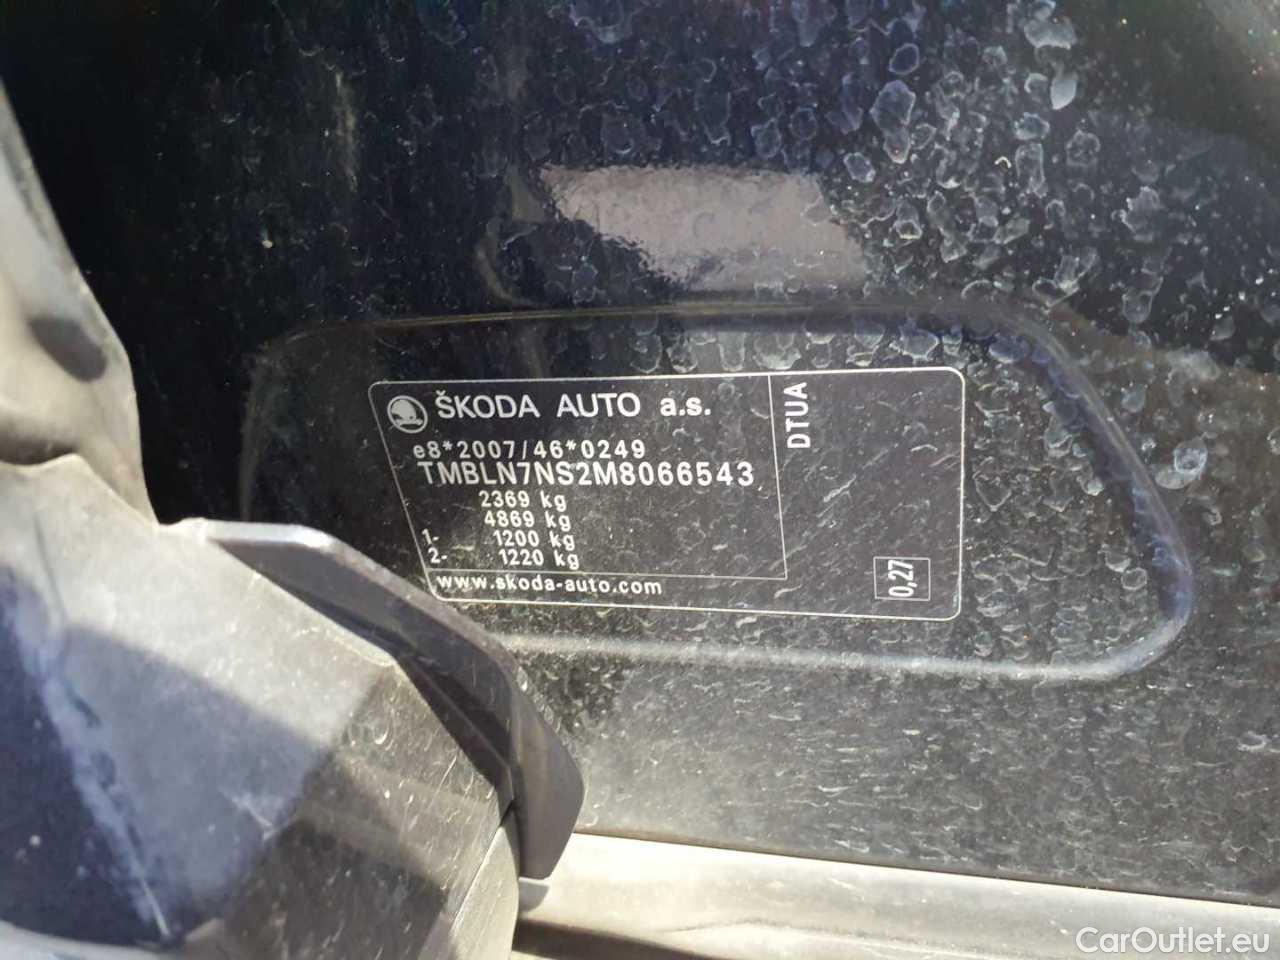 ŠKODA AUTO a.s.
e8*2007/46*0249
TMBLN7NS2M8066543
2369 kg
4869 kg
1- 1200 kg
2- 1220 kg
www.skoda-auto.com
DTUA
0,27
CarOutlet.eu